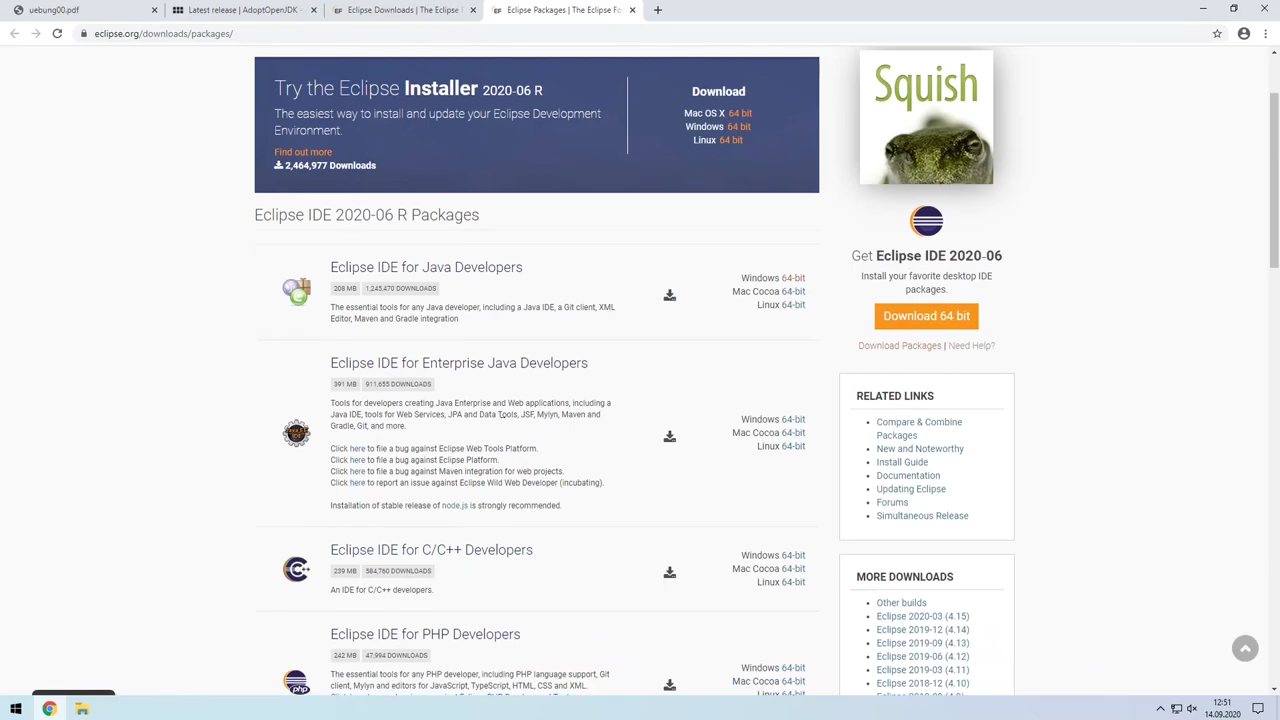 uebung00.pdf
Latest release | AdoptOpenJDK -
Eclipse Downloads | The Eclipse F
Eclipse Packages | The Eclipse Fo
eclipse.org/downloads/packages/
Try the Eclipse Installer 2020-06 R
The easiest way to install and update your Eclipse Development
Environment.
Find out more
2,464,977 Downloads
Download
Mac OS X 64 bit
Windows 64 bit
Linux 64 bit
Squish
Eclipse IDE 2020-06 R Packages
Eclipse IDE for Java Developers
208 MB 1,245,470 DOWNLOADS
The essential tools for any Java developer, including a Java IDE, a Git client, XML
Editor, Maven and Gradle integration
Windows 64-bit
Mac Cocoa 64-bit
Linux 64-bit
Eclipse IDE for Enterprise Java Developers
391 MB 911,655 DOWNLOADS
Tools for developers creating Java Enterprise and Web applications, including a
Java IDE, tools for Web Services, JPA and Data Tools, JSF, Mylyn, Maven and
Gradle, Git, and more.
Click here to file a bug against Eclipse Web Tools Platform.
Click here to file a bug against Eclipse Platform.
Click here to file a bug against Maven integration for web projects.
Click here to report an issue against Eclipse Wild Web Developer (incubating).
Installation of stable release of node.js is strongly recommended.
Windows 64-bit
Mac Cocoa 64-bit
Linux 64-bit
Eclipse IDE for C/C++ Developers
239 MB 584,760 DOWNLOADS
An IDE for C/C++ developers.
Windows 64-bit
Mac Cocoa 64-bit
Linux 64-bit
Eclipse IDE for PHP Developers
242 MB 47,994 DOWNLOADS
The essential tools for any PHP developer, including PHP language support, Git
client, Mylyn and editors for JavaScript, TypeScript, HTML, CSS and XML.
php
Windows 64-bit
Mac Cocoa 64-bit
Linux 64-bit
Get Eclipse IDE 2020-06
Install your favorite desktop IDE
packages.
Download 64 bit
Download Packages | Need Help?
RELATED LINKS
Compare & Combine
Packages
New and Noteworthy
Install Guide
Documentation
Updating Eclipse
Forums
Simultaneous Release
MORE DOWNLOADS
Other builds
Eclipse 2020-03 (4.15)
Eclipse 2019-12 (4.14)
Eclipse 2019-09 (4.13)
Eclipse 2019-06 (4.12)
Eclipse 2019-03 (4.11)
Eclipse 2018-12 (4.10)
12:51
14.09.2020